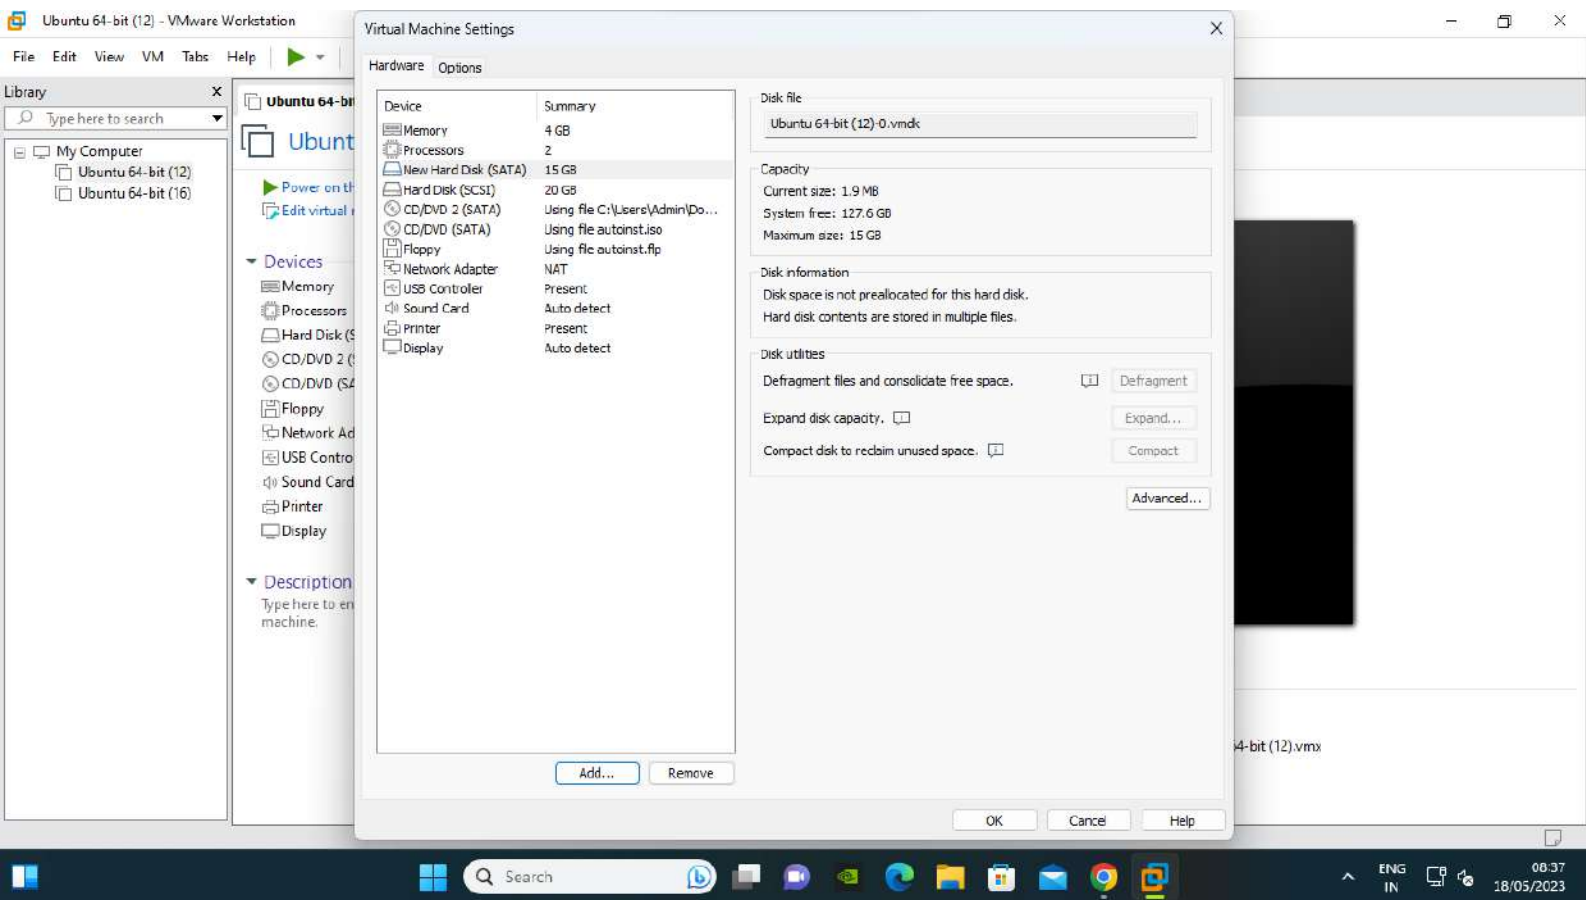 Ubuntu 64-bit (12) - VMware Workstation
File Edit View VM Tabs Help
Library X
Type here to search
My Computer
Ubuntu 64-bit (12)
Ubuntu 64-bit (16)
Ubuntu 64-bit
Ubunt
Power on th
Edit virtual
Devices
Memory
Processors
Hard Disk (S
CD/DVD 2 (S
CD/DVD (SA
Floppy
Network Ad
USB Contro
Sound Card
Printer
Display
Description
Type here to en
machine.
Virtual Machine Settings
Hardware Options
Device Summary
Memory 4 GB
Processors 2
New Hard Disk (SATA) 15 GB
Hard Disk (SCSI) 20 GB
CD/DVD 2 (SATA) Using file C:\Users\Admin\Do...
CD/DVD (SATA) Using file autoinst.iso
Floppy Using file autoinst.flp
Network Adapter NAT
USB Controller Present
Sound Card Auto detect
Printer Present
Display Auto detect
Add... Remove
Disk file
Ubuntu 64-bit (12)-0.vmdk
Capacity
Current size: 1.9 MB
System free: 127.6 GB
Maximum size: 15 GB
Disk information
Disk space is not preallocated for this hard disk.
Hard disk contents are stored in multiple files.
Disk utilities
Defragment files and consolidate free space. Defragment
Expand disk capacity. Expand...
Compact disk to reclaim unused space. Compact
Advanced...
OK Cancel Help
4-bit (12).vmx
Search
ENG
IN
08:37
18/05/2023